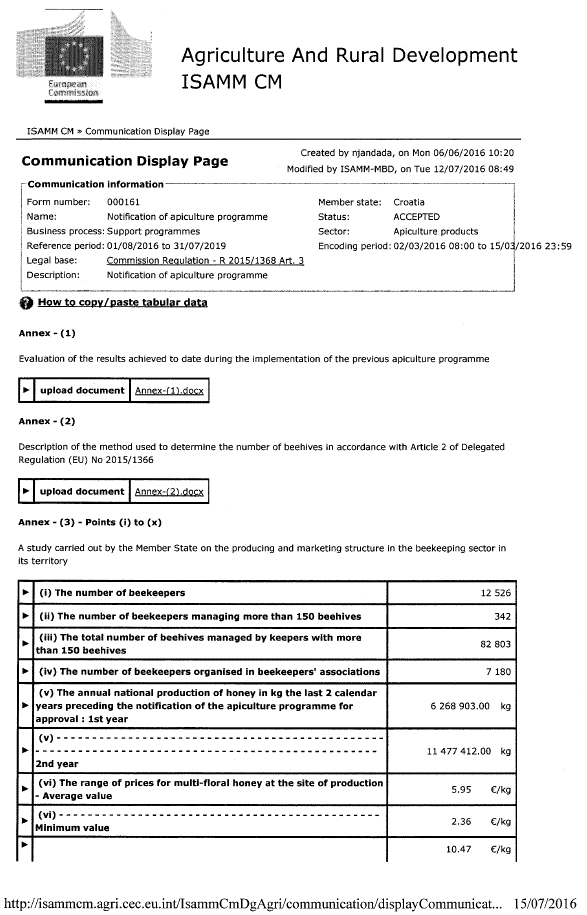 European
Commission
Agriculture And Rural Development
ISAMM CM
ISAMM CM » Communication Display Page
Communication Display Page
Created by njandada, on Mon 06/06/2016 10:20
Modified by ISAMM-MBD, on Tue 12/07/2016 08:49
Communication information
Form number: 000161 Member state: Croatia
Name: Notification of apiculture programme Status: ACCEPTED
Business process: Support programmes Sector: Apiculture products
Reference period: 01/08/2016 to 31/07/2019 Encoding period: 02/03/2016 08:00 to 15/03/2016 23:59
Legal base: Commission Regulation - R 2015/1368 Art. 3
Description: Notification of apiculture programme
? How to copy/paste tabular data
Annex - (1)
Evaluation of the results achieved to date during the implementation of the previous apiculture programme
upload document Annex-(1).docx
Annex - (2)
Description of the method used to determine the number of beehives in accordance with Article 2 of Delegated
Regulation (EU) No 2015/1366
upload document Annex-(2).docx
Annex - (3) - Points (i) to (x)
A study carried out by the Member State on the producing and marketing structure in the beekeeping sector in
its territory
(i) The number of beekeepers 12 526
(ii) The number of beekeepers managing more than 150 beehives 342
(iii) The total number of beehives managed by keepers with more
than 150 beehives 82 803
(iv) The number of beekeepers organised in beekeepers' associations 7 180
(v) The annual national production of honey in kg the last 2 calendar
years preceding the notification of the apiculture programme for
approval : 1st year 6 268 903.00 kg
(v) - - - - - - - - - - - - - - - - - - - - - - - - - - - - - - - - - - - - - - - - - -
- - - - - - - - - - - - - - - - - - - - - - - - - - - - - - - - - - - - - - - - - - - - -
2nd year 11 477 412.00 kg
(vi) The range of prices for multi-floral honey at the site of production
- Average value 5.95 €/kg
(vi) - - - - - - - - - - - - - - - - - - - - - - - - - - - - - - - - - - - - - - - - - -
Minimum value 2.36 €/kg
10.47 €/kg
http://isammcm.agri.cec.eu.int/IsammCmDgAgri/communication/displayCommunicat... 15/07/2016